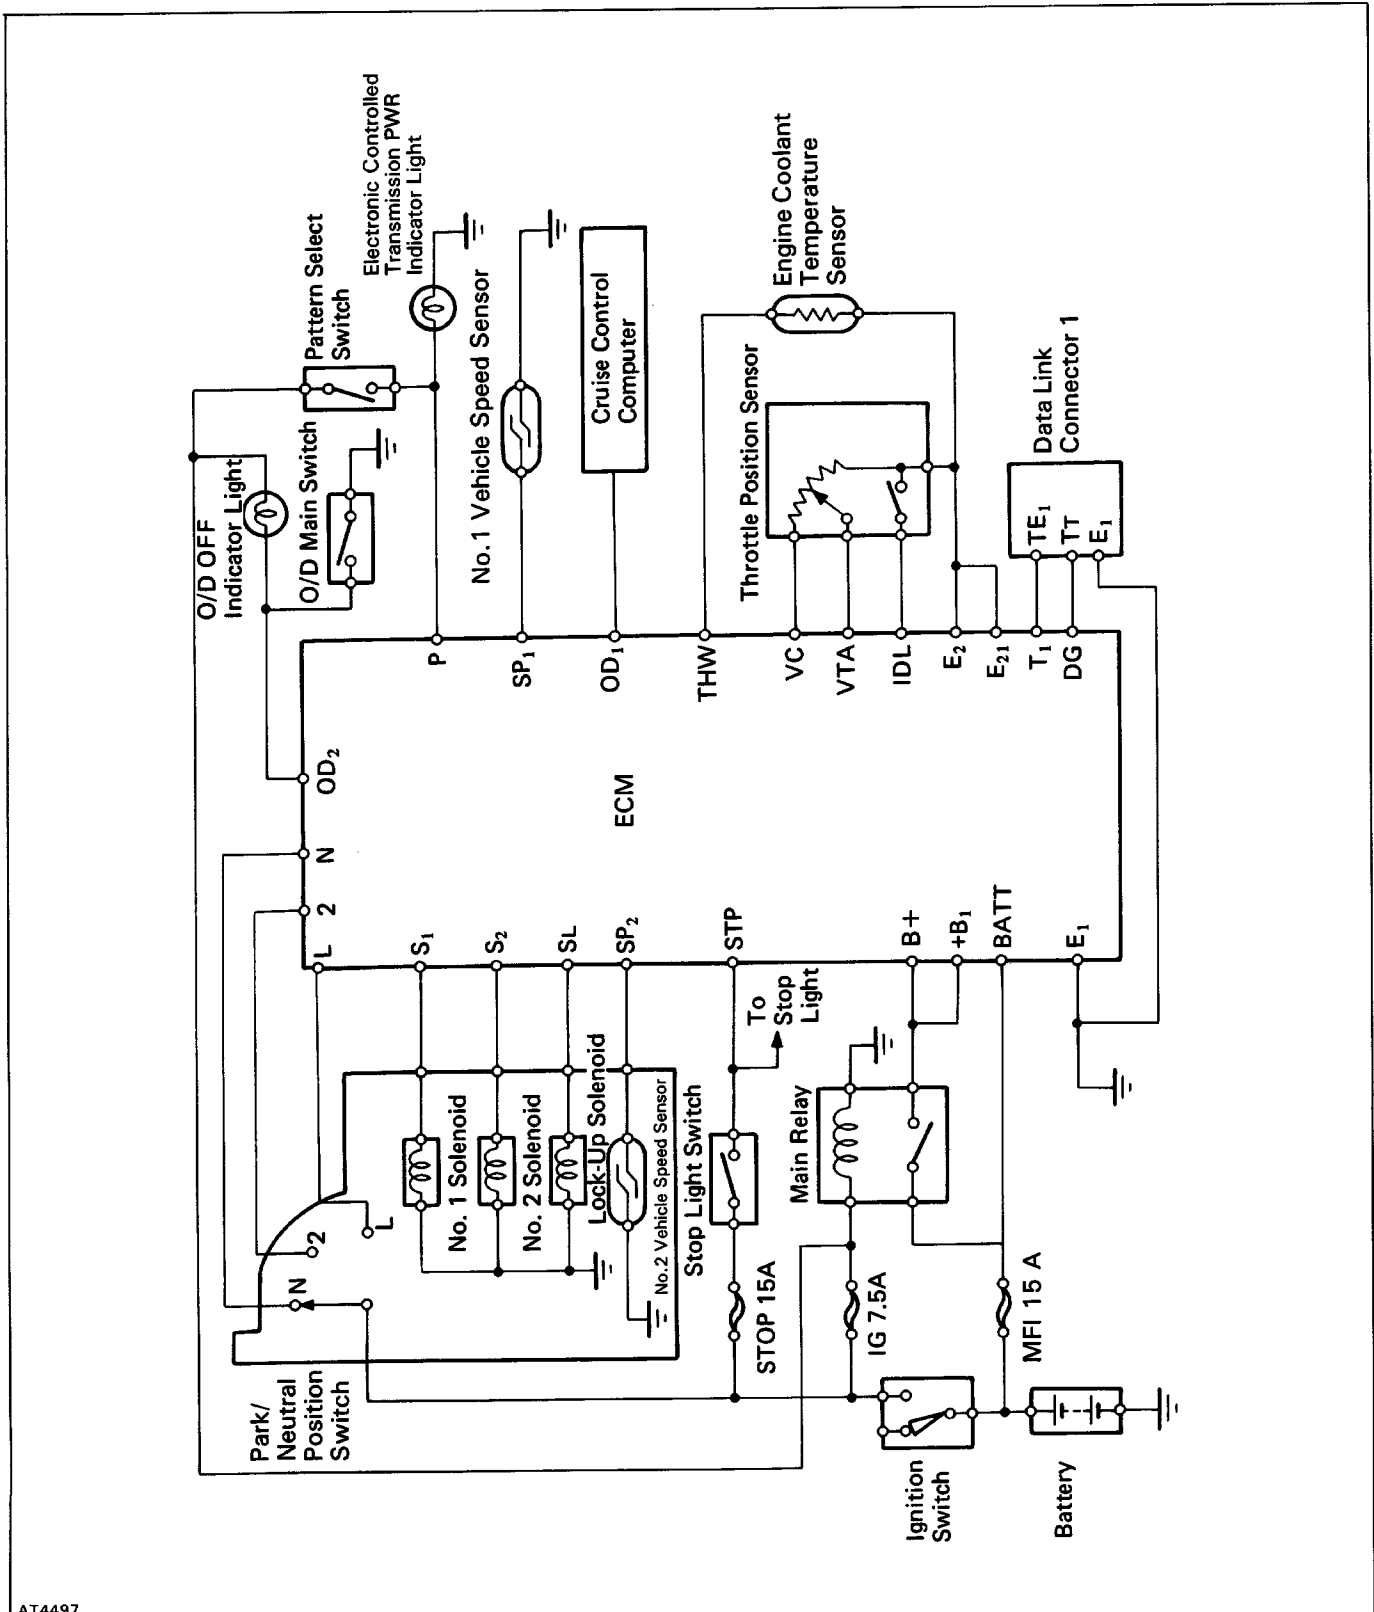 Park/
Neutral
Position
Switch
N
2
L
No. 1 Solenoid
No. 2 Solenoid
Lock-Up Solenoid
No.2 Vehicle Speed Sensor
Stop Light Switch
To
Stop
Light
STOP 15A
Main Relay
IG 7.5A
MFI 15 A
Ignition
Switch
Battery
L
2
N
OD2
S1
S2
SL
SP2
STP
B+
+B1
BATT
E1
ECM
P
SP1
OD1
THW
VC
VTA
IDL
E2
E21
T1
DG
O/D OFF
Indicator Light
O/D Main Switch
Pattern Select
Switch
Electronic Controlled
Transmission PWR
Indicator Light
No.1 Vehicle Speed Sensor
Cruise Control
Computer
Throttle Position Sensor
Engine Coolant
Temperature
Sensor
Data Link
Connector 1
TE1
TT
E1
AT4497